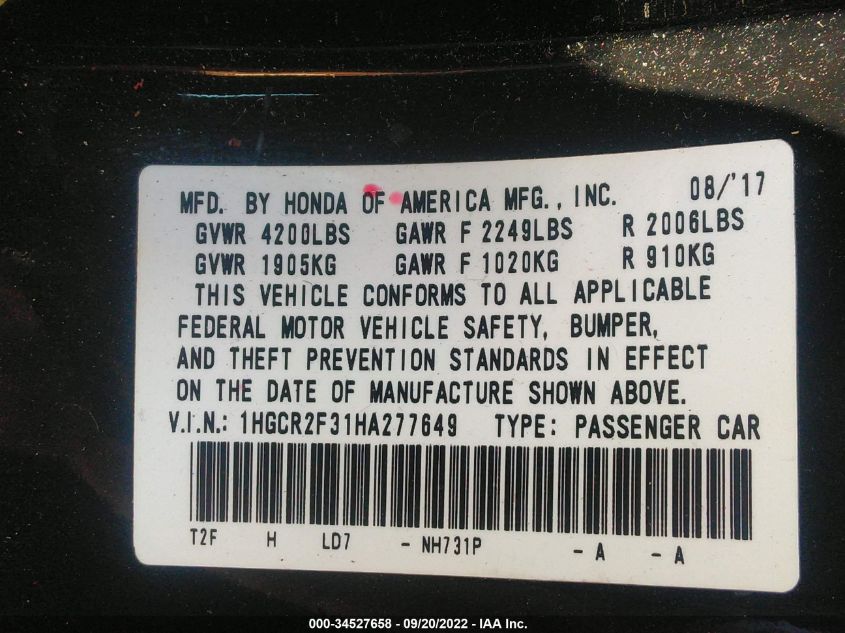 MFD. BY HONDA OF AMERICA MFG., INC. 08/'17
GVWR 4200LBS GAWR F 2249LBS R 2006LBS
GVWR 1905KG GAWR F 1020KG R 910KG
THIS VEHICLE CONFORMS TO ALL APPLICABLE
FEDERAL MOTOR VEHICLE SAFETY, BUMPER,
AND THEFT PREVENTION STANDARDS IN EFFECT
ON THE DATE OF MANUFACTURE SHOWN ABOVE.
V.I.N.: 1HGCR2F31HA277649 TYPE: PASSENGER CAR
T2F H LD7 - NH731P - A - A
000-34527658 - 09/20/2022 - IAA Inc.